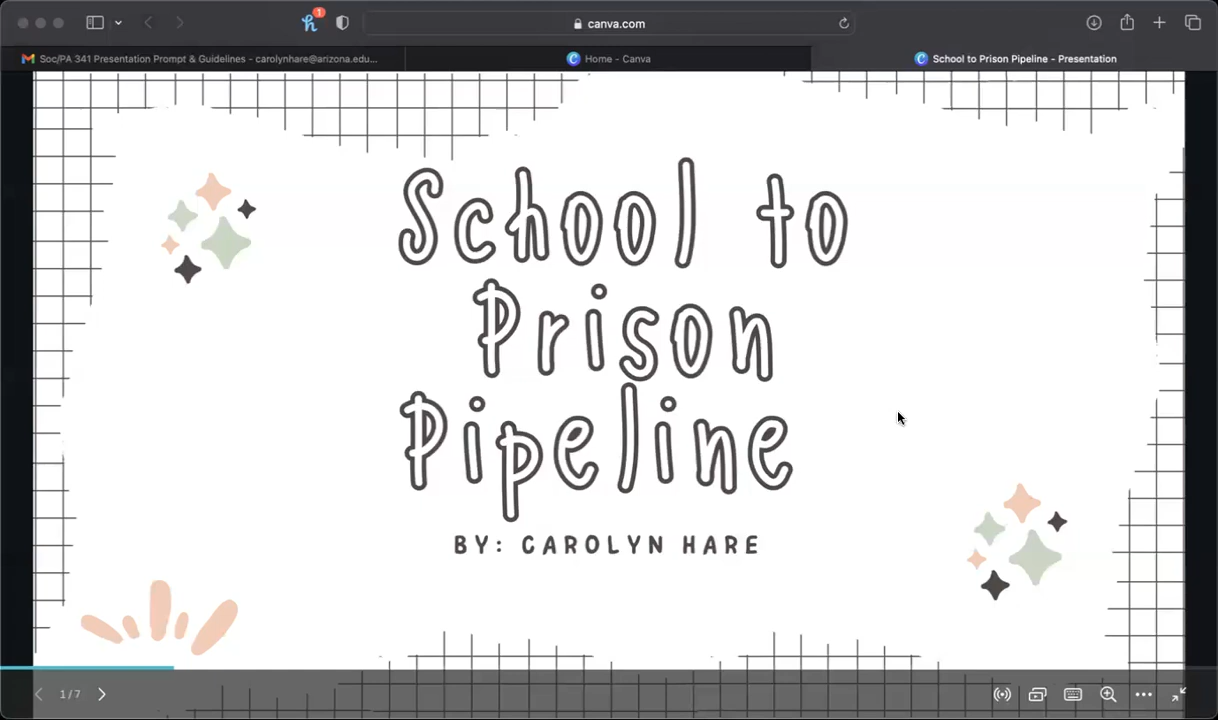 1
canva.com
Soc/PA 341 Presentation Prompt & Guidelines - carolynhare@arizona.edu...
Home - Canva
School to Prison Pipeline - Presentation
School to
Prison
Pipeline
BY: CAROLYN HARE
1/7